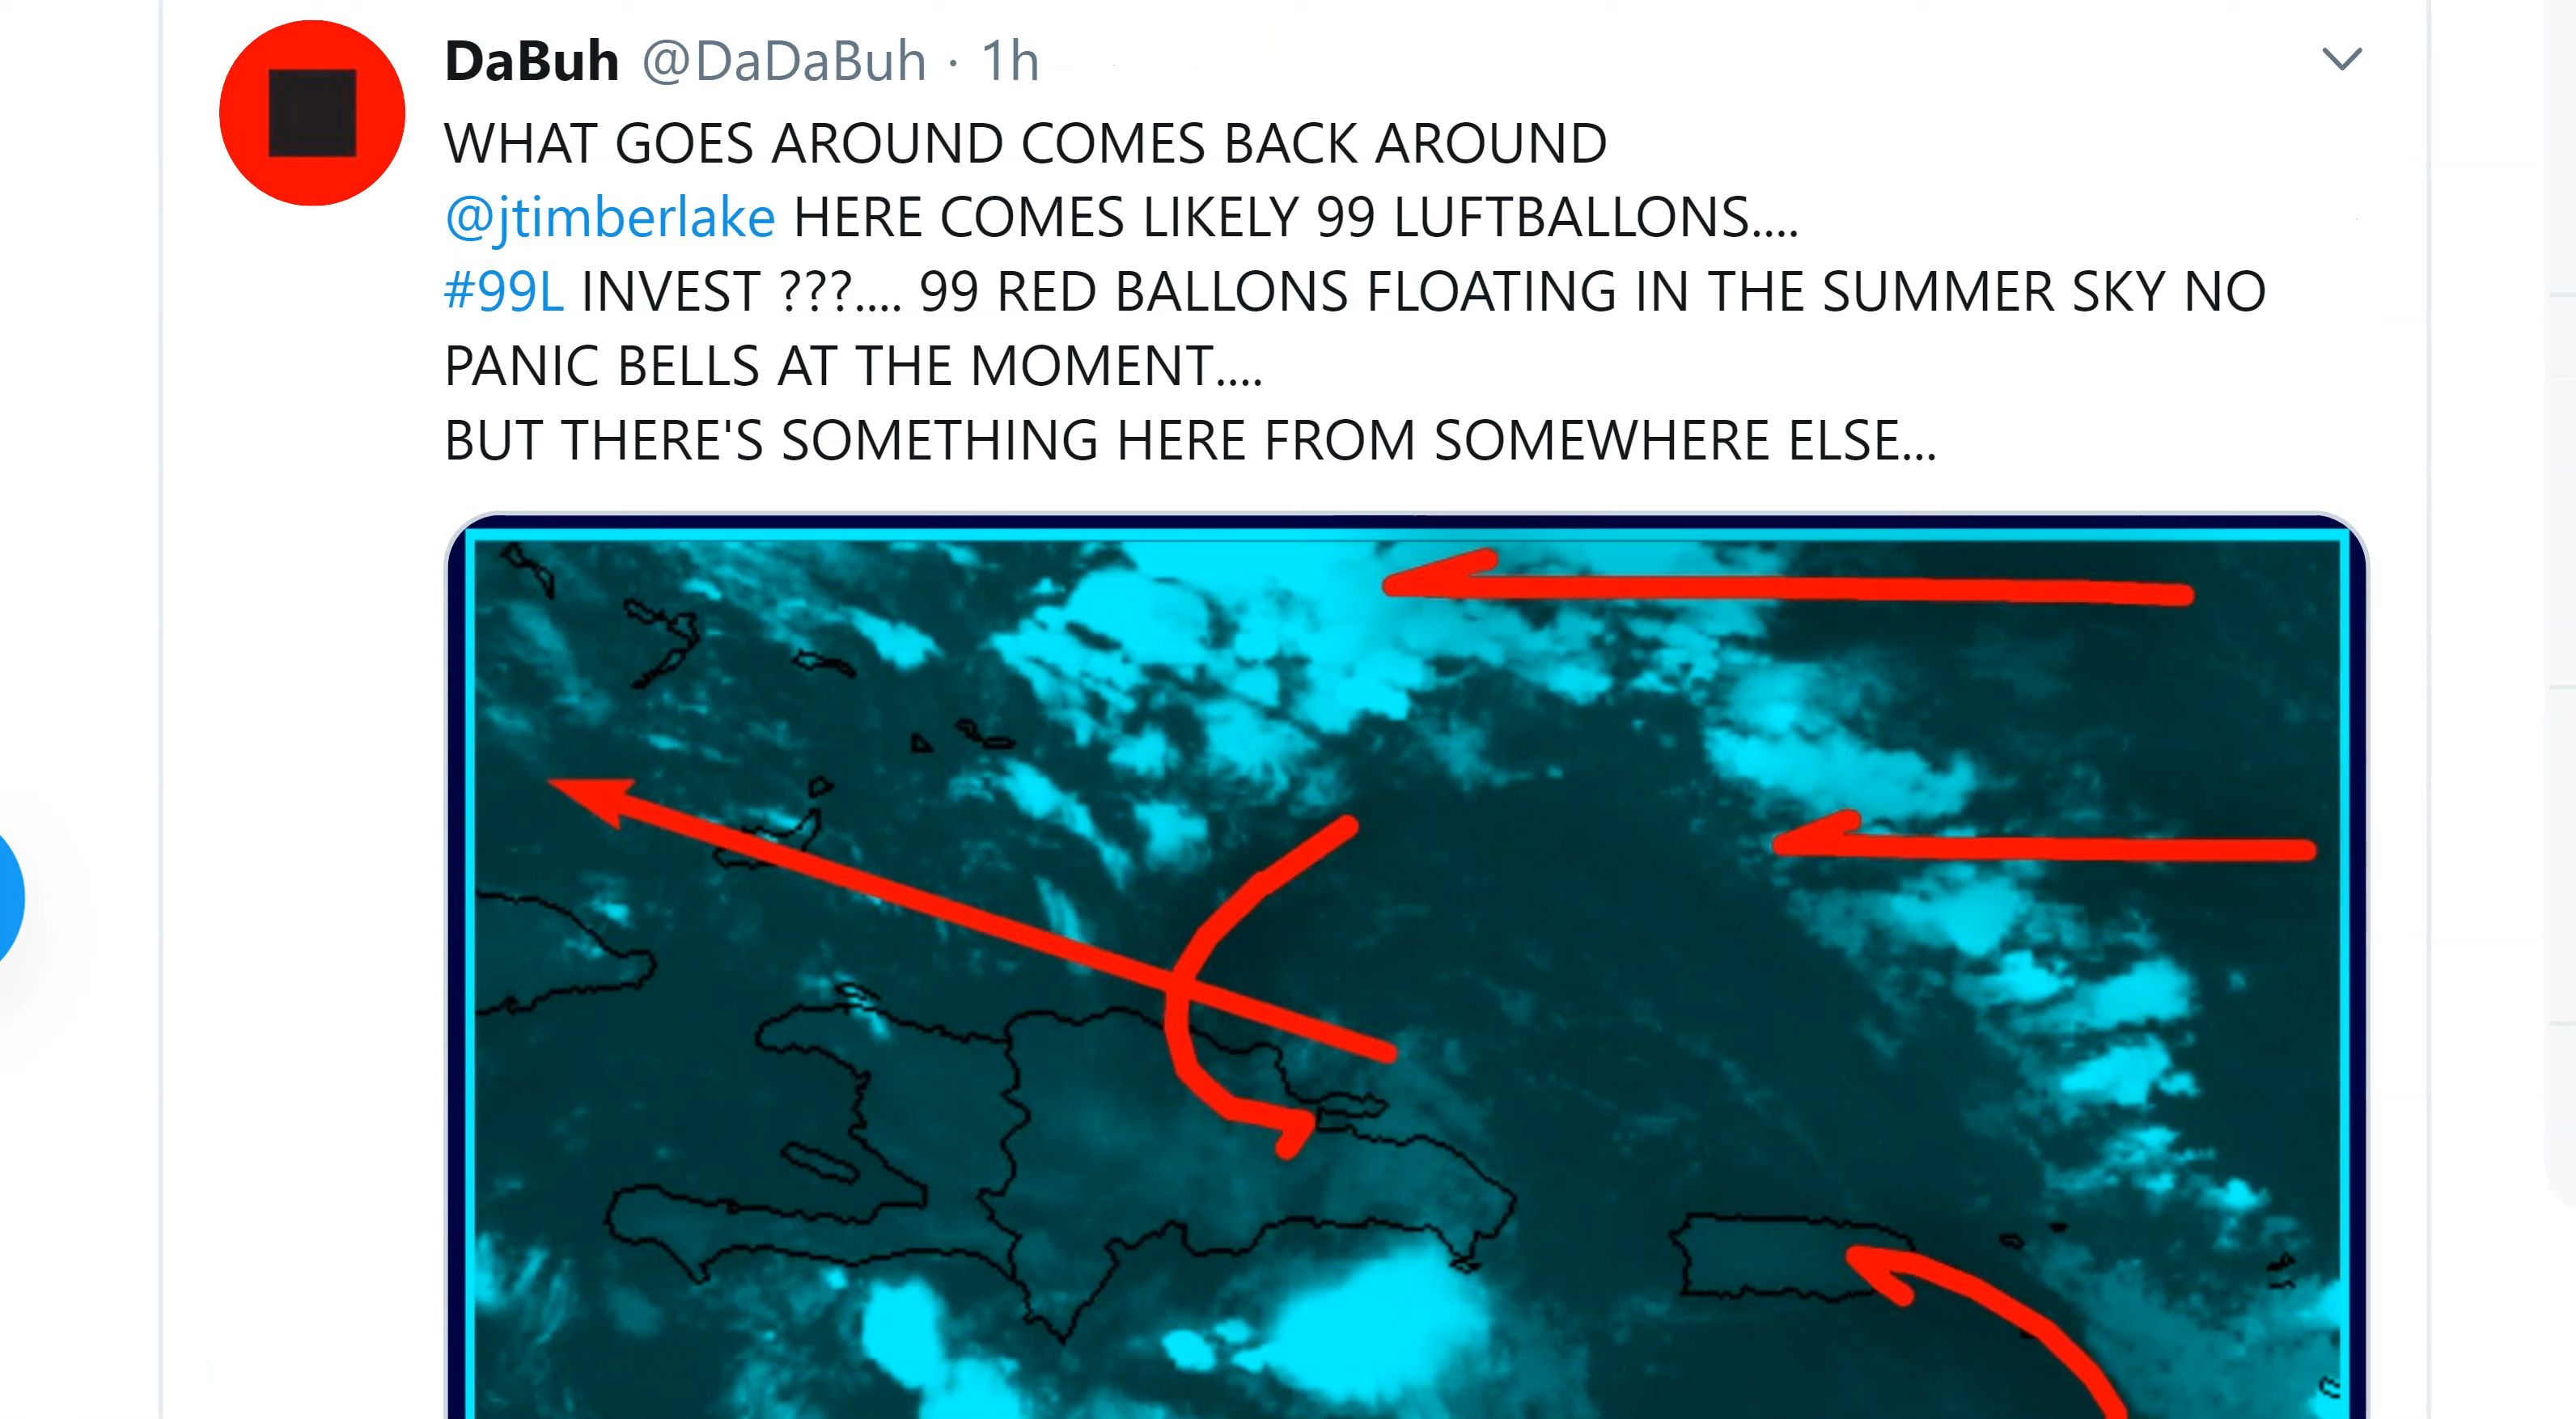 DaBuh @DaDaBuh · 1h
WHAT GOES AROUND COMES BACK AROUND
@jtimberlake HERE COMES LIKELY 99 LUFTBALLONS....
#99L INVEST ???.... 99 RED BALLONS FLOATING IN THE SUMMER SKY NO
PANIC BELLS AT THE MOMENT....
BUT THERE'S SOMETHING HERE FROM SOMEWHERE ELSE...